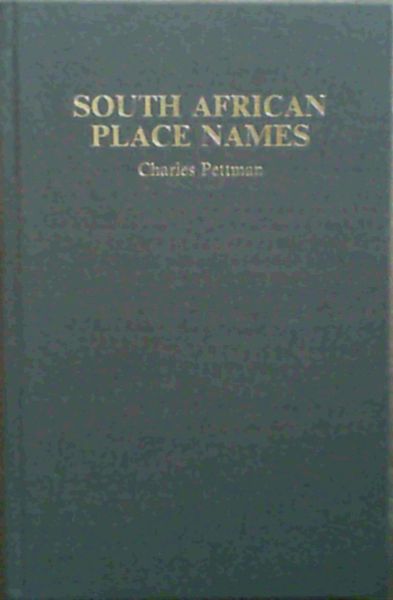 SOUTH AFRICAN
PLACE NAMES
Charles Pettman